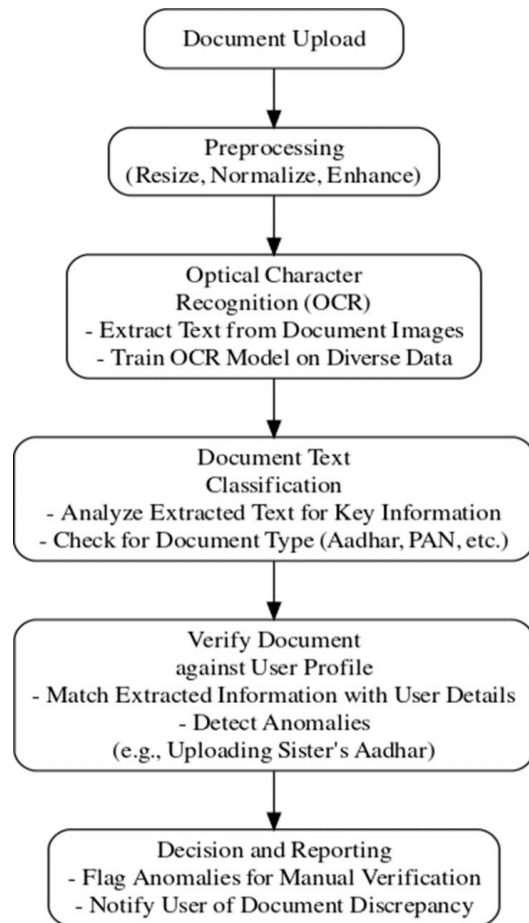 Document Upload
Preprocessing
(Resize, Normalize, Enhance)
Optical Character
Recognition (OCR)
- Extract Text from Document Images
- Train OCR Model on Diverse Data
Document Text
Classification
- Analyze Extracted Text for Key Information
- Check for Document Type (Aadhar, PAN, etc.)
Verify Document
against User Profile
- Match Extracted Information with User Details
- Detect Anomalies
(e.g., Uploading Sister's Aadhar)
Decision and Reporting
- Flag Anomalies for Manual Verification
- Notify User of Document Discrepancy